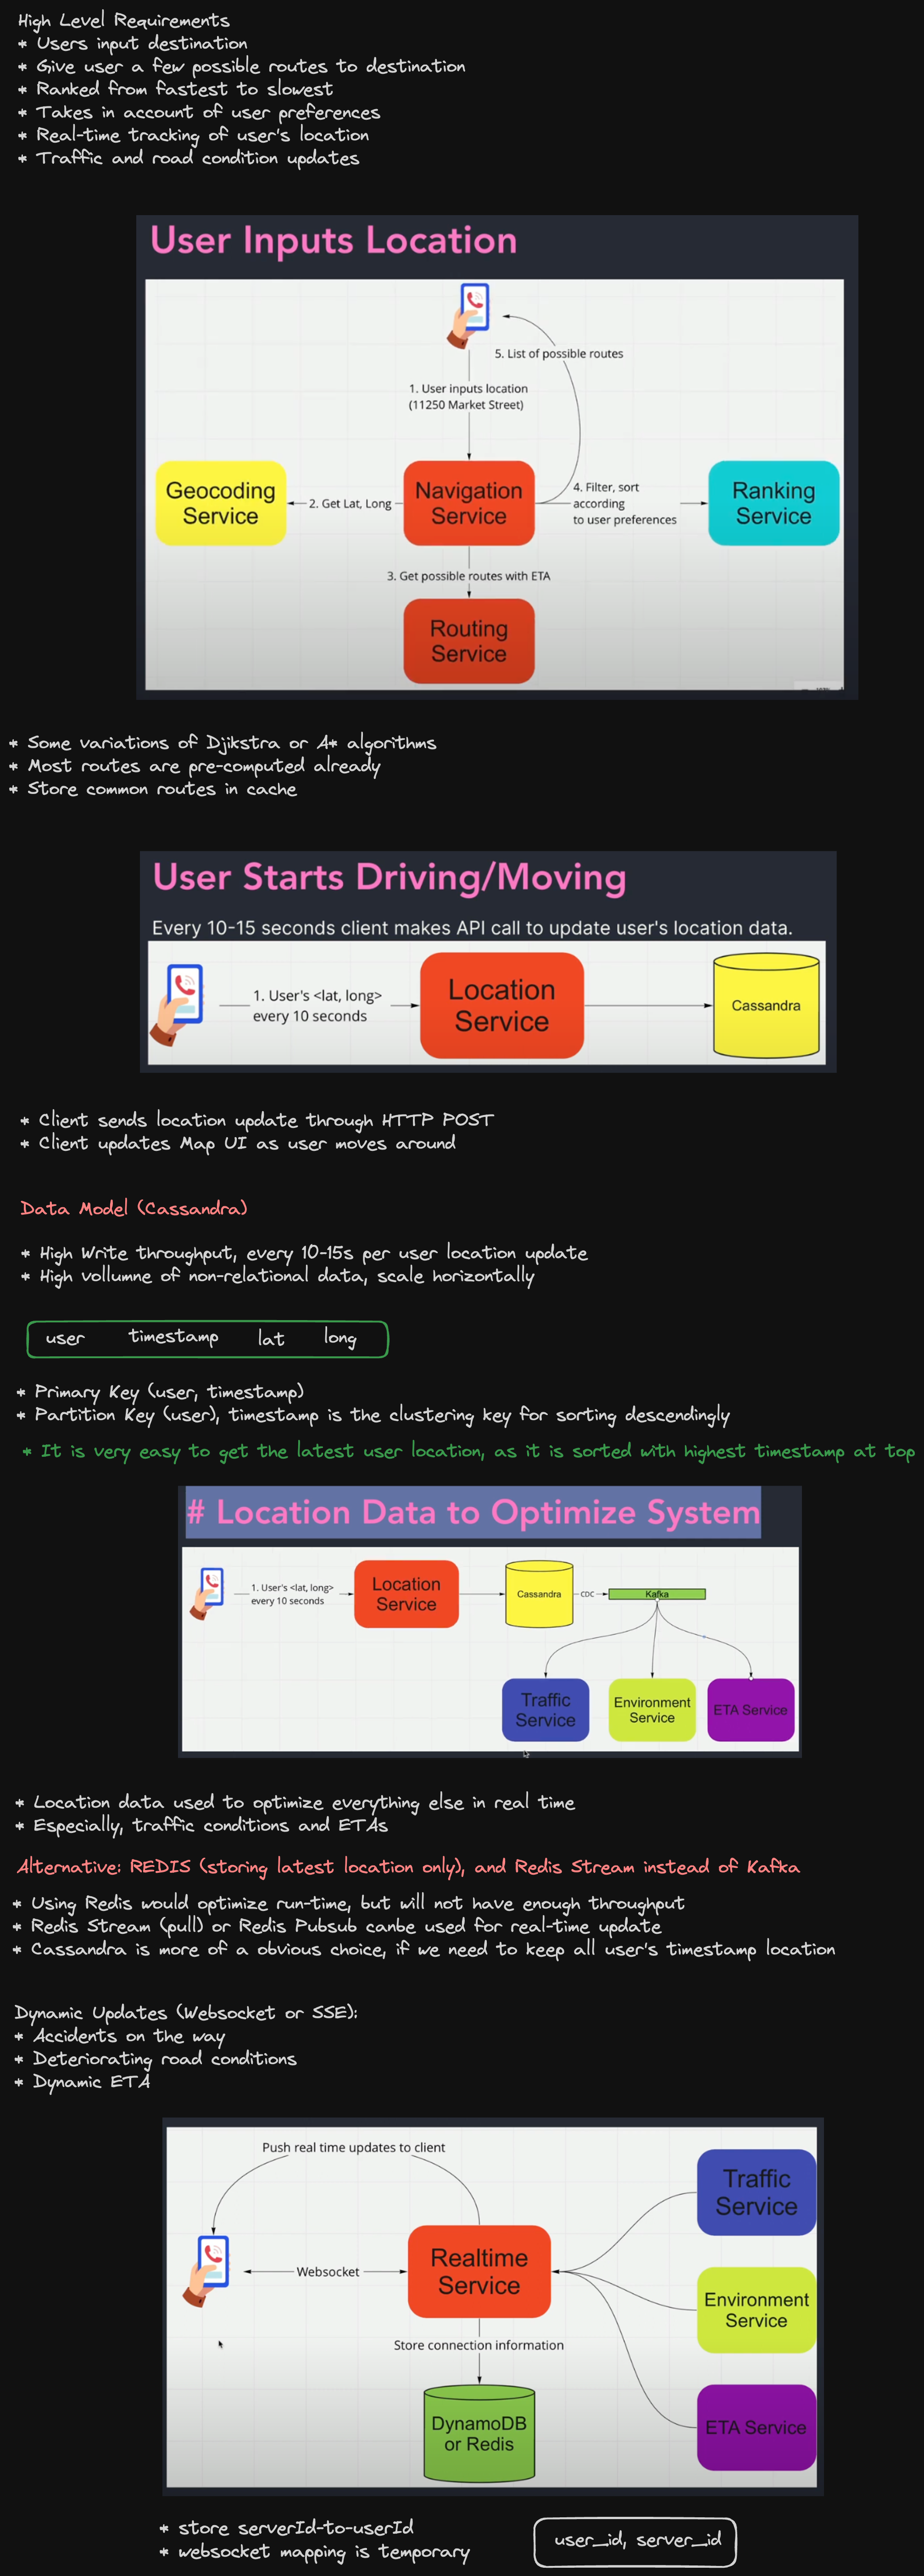 High Level Requirements
* Users input destination
* Give user a few possible routes to destination
* Ranked from fastest to slowest
* Takes in account of user preferences
* Real-time tracking of user's location
* Traffic and road condition updates
User Inputs Location
5. List of possible routes
1. User inputs location
(11250 Market Street)
Geocoding
Service
2. Get Lat, Long
Navigation
Service
4. Filter, sort
according
to user preferences
Ranking
Service
3. Get possible routes with ETA
Routing
Service
* Some variations of Djikstra or A* algorithms
* Most routes are pre-computed already
* Store common routes in cache
User Starts Driving/Moving
Every 10-15 seconds client makes API call to update user's location data.
1. User's <lat, long>
every 10 seconds
Location
Service
Cassandra
* Client sends location update through HTTP POST
* Client updates Map UI as user moves around
Data Model (Cassandra)
* High Write throughput, every 10-15s per user location update
* High vollumne of non-relational data, scale horizontally
user timestamp lat long
* Primary Key (user, timestamp)
* Partition Key (user), timestamp is the clustering key for sorting descendingly
* It is very easy to get the latest user location, as it is sorted with highest timestamp at top
# Location Data to Optimize System
1. User's <lat, long>
every 10 seconds
Location
Service
Cassandra
CDC
Kafka
Traffic
Service
Environment
Service
ETA Service
* Location data used to optimize everything else in real time
* Especially, traffic conditions and ETAs
Alternative: REDIS (storing latest location only), and Redis Stream instead of Kafka
* Using Redis would optimize run-time, but will not have enough throughput
* Redis Stream (pull) or Redis Pubsub canbe used for real-time update
* Cassandra is more of a obvious choice, if we need to keep all user's timestamp location
Dynamic Updates (Websocket or SSE):
* Accidents on the way
* Deteriorating road conditions
* Dynamic ETA
Push real time updates to client
Traffic
Service
Websocket
Realtime
Service
Environment
Service
Store connection information
DynamoDB
or Redis
ETA Service
* store serverId-to-userId
* websocket mapping is temporary
user_id, server_id